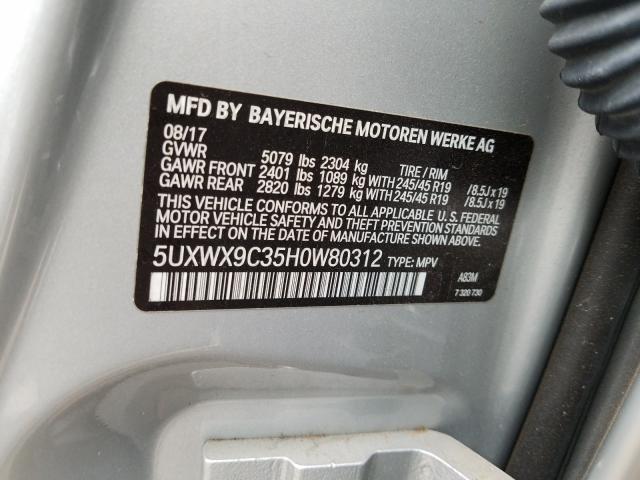 MFD BY BAYERISCHE MOTOREN WERKE AG
08/17
GVWR 5079 lbs 2304 kg TIRE / RIM
GAWR FRONT 2401 lbs 1089 kg WITH 245/45 R19 /8.5J x 19
GAWR REAR 2820 lbs 1279 kg WITH 245/45 R19 /8.5J x 19
THIS VEHICLE CONFORMS TO ALL APPLICABLE U.S. FEDERAL
MOTOR VEHICLE SAFETY AND THEFT PREVENTION STANDARDS
IN EFFECT ON THE DATE OF MANUFACTURE SHOWN ABOVE.
5UXWX9C35H0W80312 TYPE: MPV
A83M
7 320 730